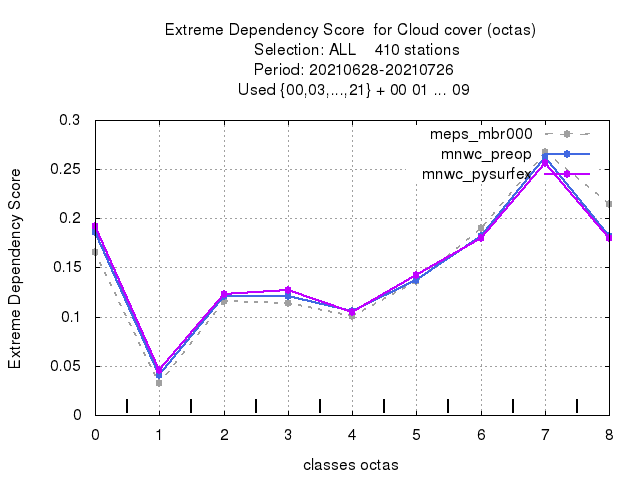 Extreme Dependency Score  for Cloud cover (octas)
Selection: ALL    410 stations
Period: 20210628-20210726
Used {00,03,...,21} + 00 01 ... 09
meps_mbr000
mnwc_preop
mnwc_pysurfex
Extreme Dependency Score
0.3
0.25
0.2
0.15
0.1
0.05
0
0 1 2 3 4 5 6 7 8
classes octas